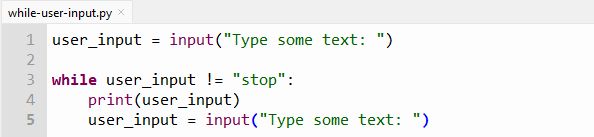 while-user-input.py ×
1 user_input = input("Type some text: ")
2
3 while user_input != "stop":
4     print(user_input)
5     user_input = input("Type some text: ")